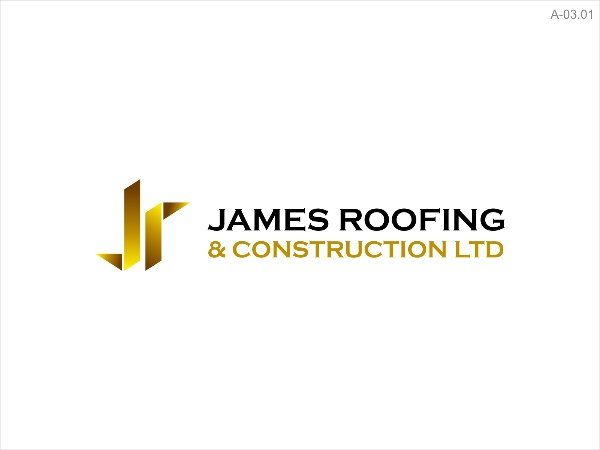 A-03.01
JAMES ROOFING
& CONSTRUCTION LTD